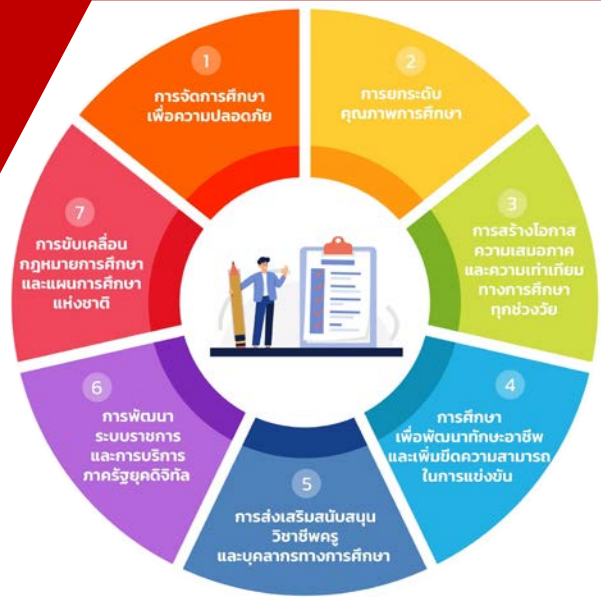 1
การจัดการศึกษา
เพื่อความปลอดภัย
2
การยกระดับ
คุณภาพการศึกษา
3
การสร้างโอกาส
ความเสมอภาค
และความเท่าเทียม
ทางการศึกษา
ทุกช่วงวัย
4
การศึกษา
เพื่อพัฒนาทักษะอาชีพ
และเพิ่มขีดความสามารถ
ในการแข่งขัน
5
การส่งเสริมสนับสนุน
วิชาชีพครู
และบุคลากรทางการศึกษา
6
การพัฒนา
ระบบราชการ
และการบริการ
ภาครัฐยุคดิจิทัล
7
การขับเคลื่อน
กฎหมายการศึกษา
และแผนการศึกษา
แห่งชาติ